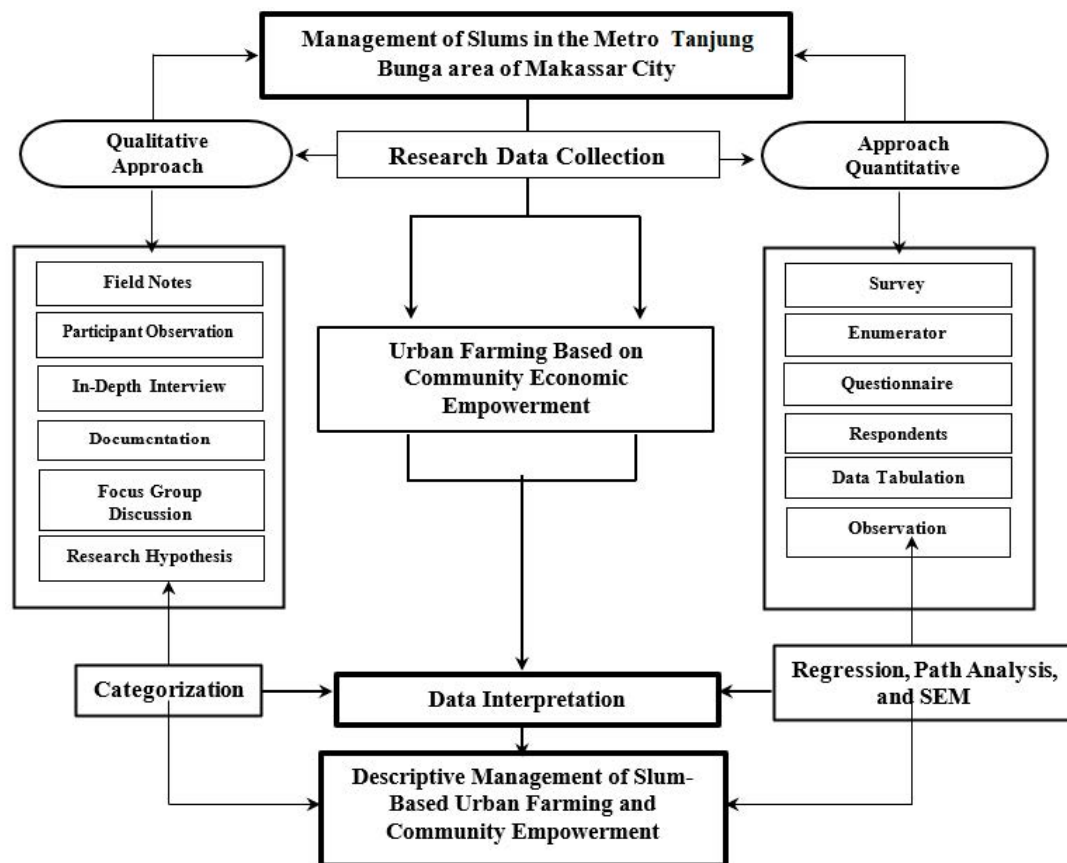 Management of Slums in the Metro Tanjung
Bunga area of Makassar City
Qualitative
Approach
Research Data Collection
Approach
Quantitative
Field Notes
Participant Observation
In-Depth Interview
Documentation
Focus Group
Discussion
Research Hypothesis
Urban Farming Based on
Community Economic
Empowerment
Survey
Enumerator
Questionnaire
Respondents
Data Tabulation
Observation
Categorization
Data Interpretation
Regression, Path Analysis,
and SEM
Descriptive Management of Slum-
Based Urban Farming and
Community Empowerment